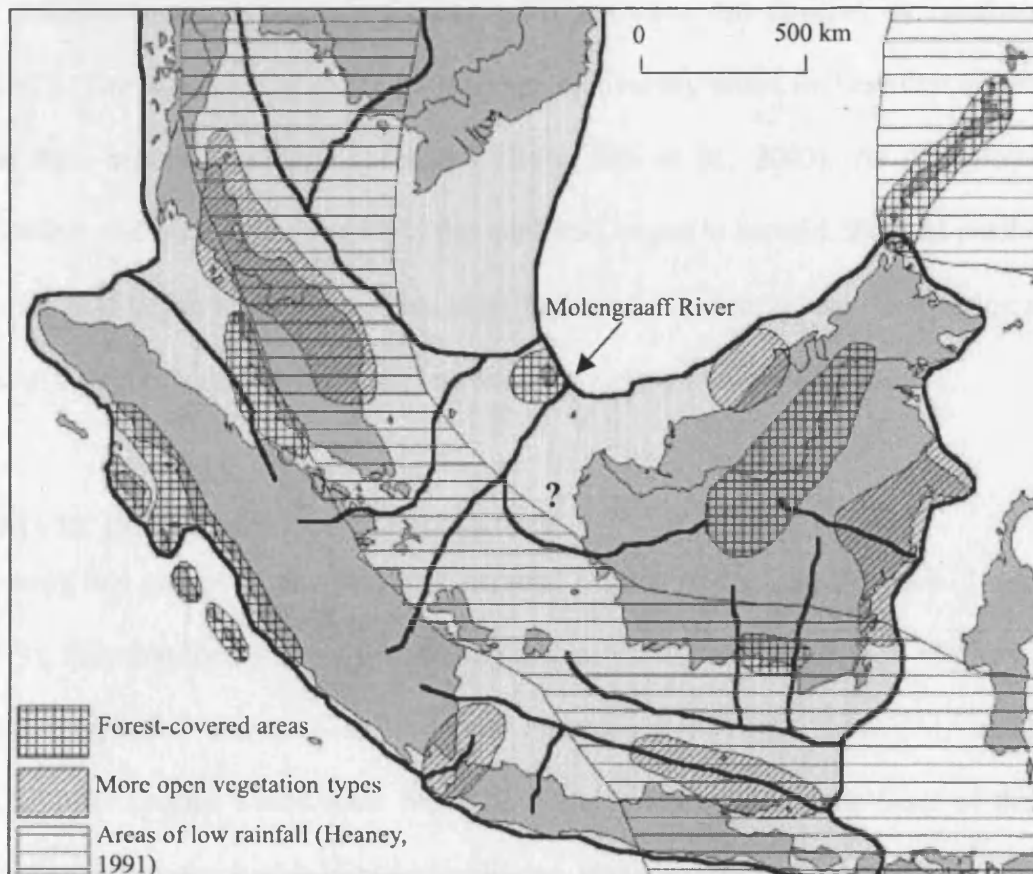 0 500 km
Molengraaff River
?
Forest-covered areas
More open vegetation types
Areas of low rainfall (Heaney,
1991)